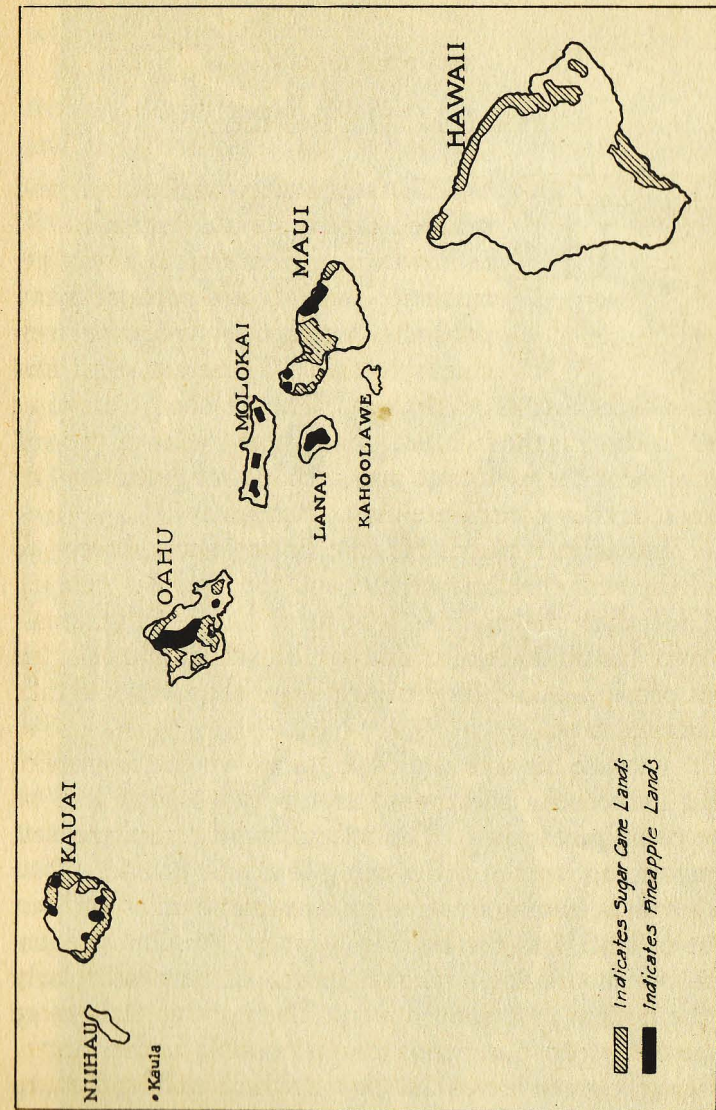 NIIHAU
• Kaula
KAUAI
OAHU
MOLOKAI
LANAI
MAUI
KAHOOLAWE
HAWAII
Indicates Sugar Cane Lands
Indicates Pineapple Lands